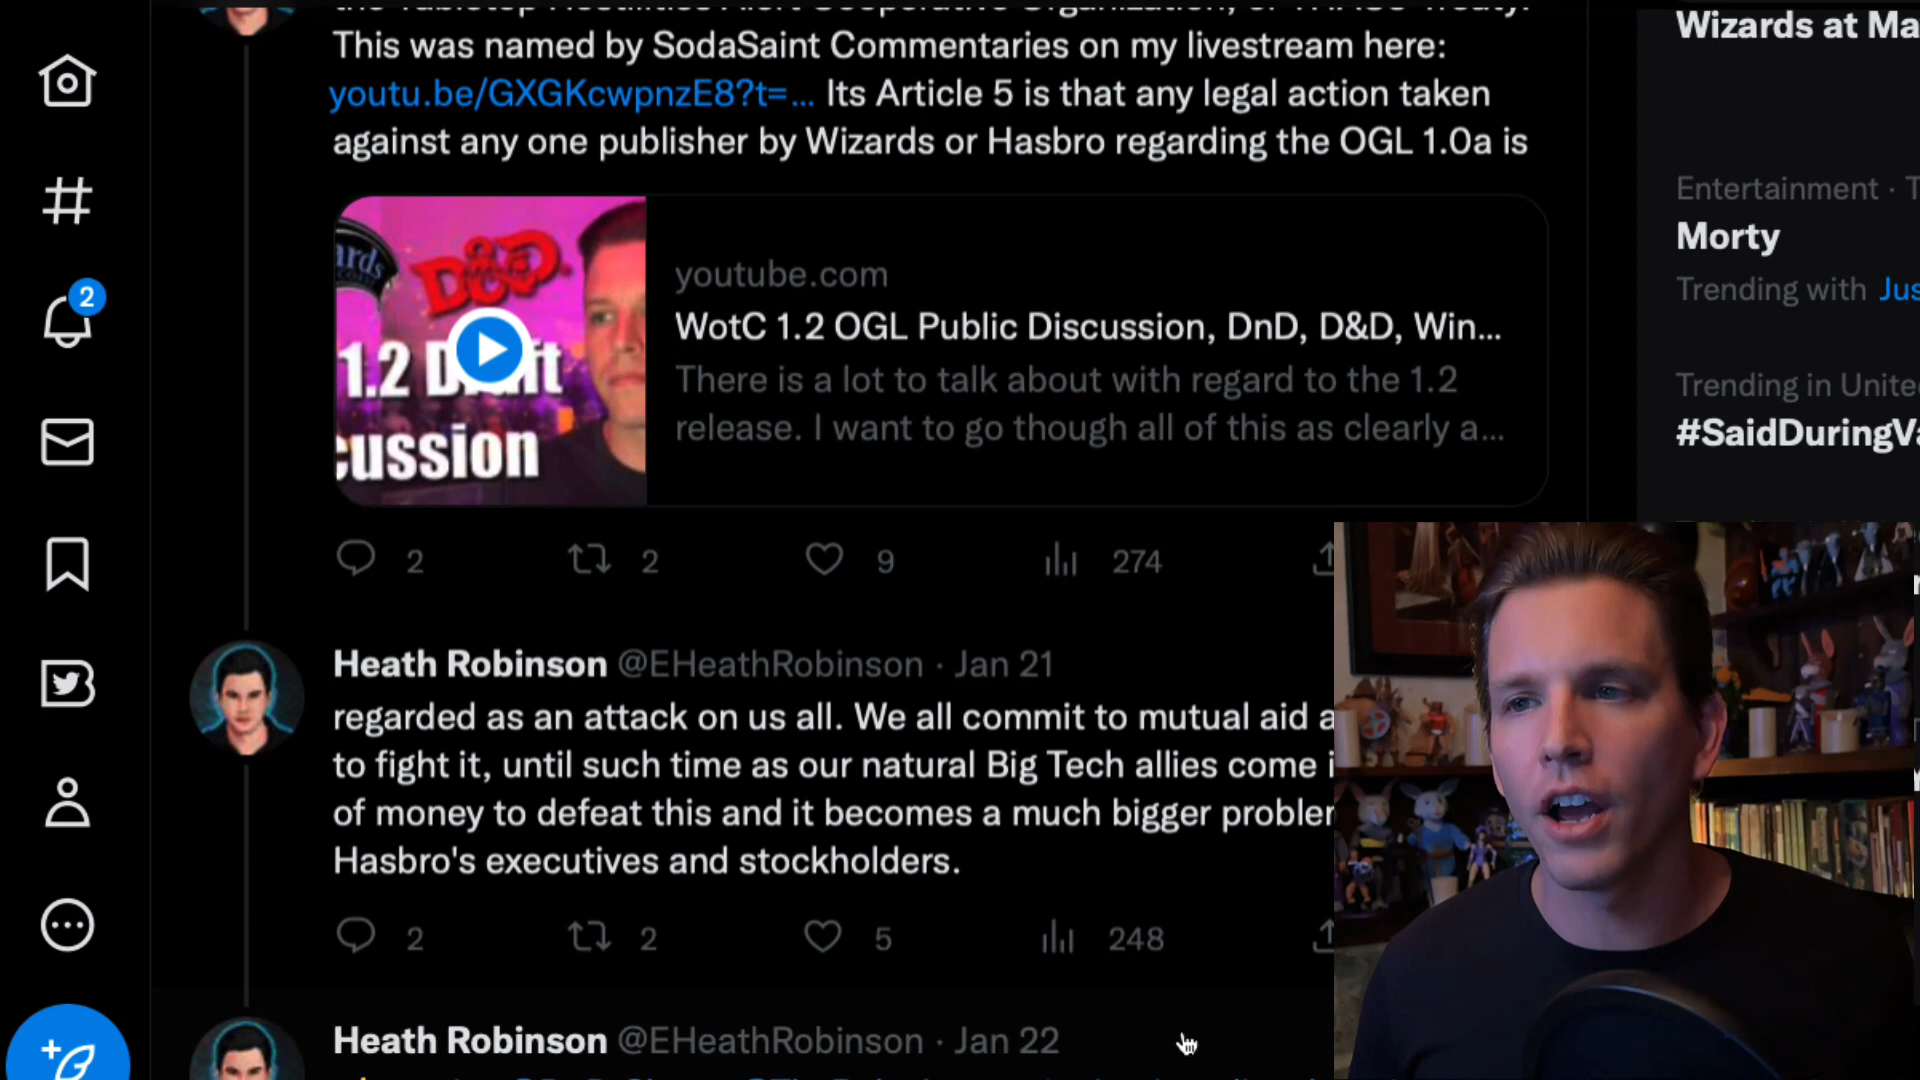 This was named by SodaSaint Commentaries on my livestream here:
youtu.be/GXGKcwpnzE8?t=... Its Article 5 is that any legal action taken
against any one publisher by Wizards or Hasbro regarding the OGL 1.0a is
D&D
1.2
youtube.com
WotC 1.2 OGL Public Discussion, DnD, D&D, Win...
There is a lot to talk about with regard to the 1.2
release. I want to go though all of this as clearly a...
2 2 9 274
Heath Robinson @EHeathRobinson · Jan 21
regarded as an attack on us all. We all commit to mutual aid
to fight it, until such time as our natural Big Tech allies come
of money to defeat this and it becomes a much bigger
Hasbro's executives and stockholders.
2 2 5 248
Heath Robinson @EHeathRobinson · Jan 22
2
Wizards at Ma
Entertainment · T
Morty
Trending with Jus
Trending in Unite
#SaidDuringVa